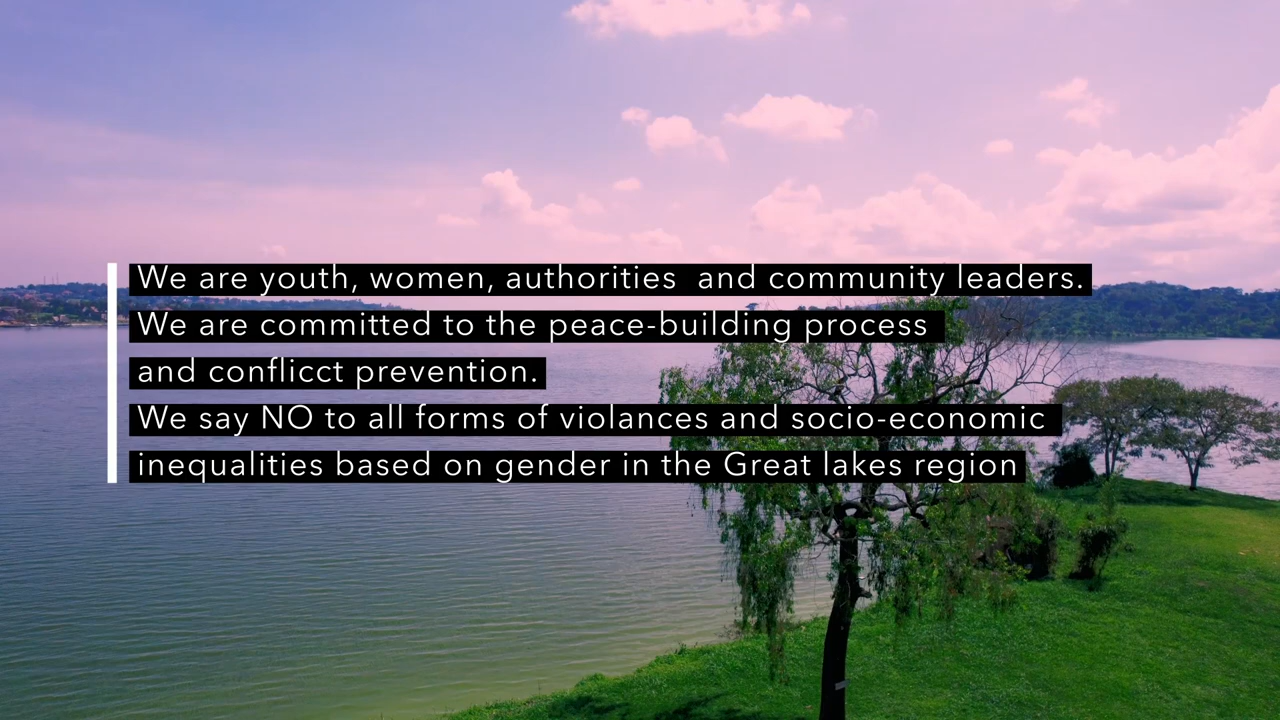 We are youth, women, authorities  and community leaders.
We are committed to the peace-building process
and conflicct prevention.
We say NO to all forms of violances and socio-economic
inequalities based on gender in the Great lakes region